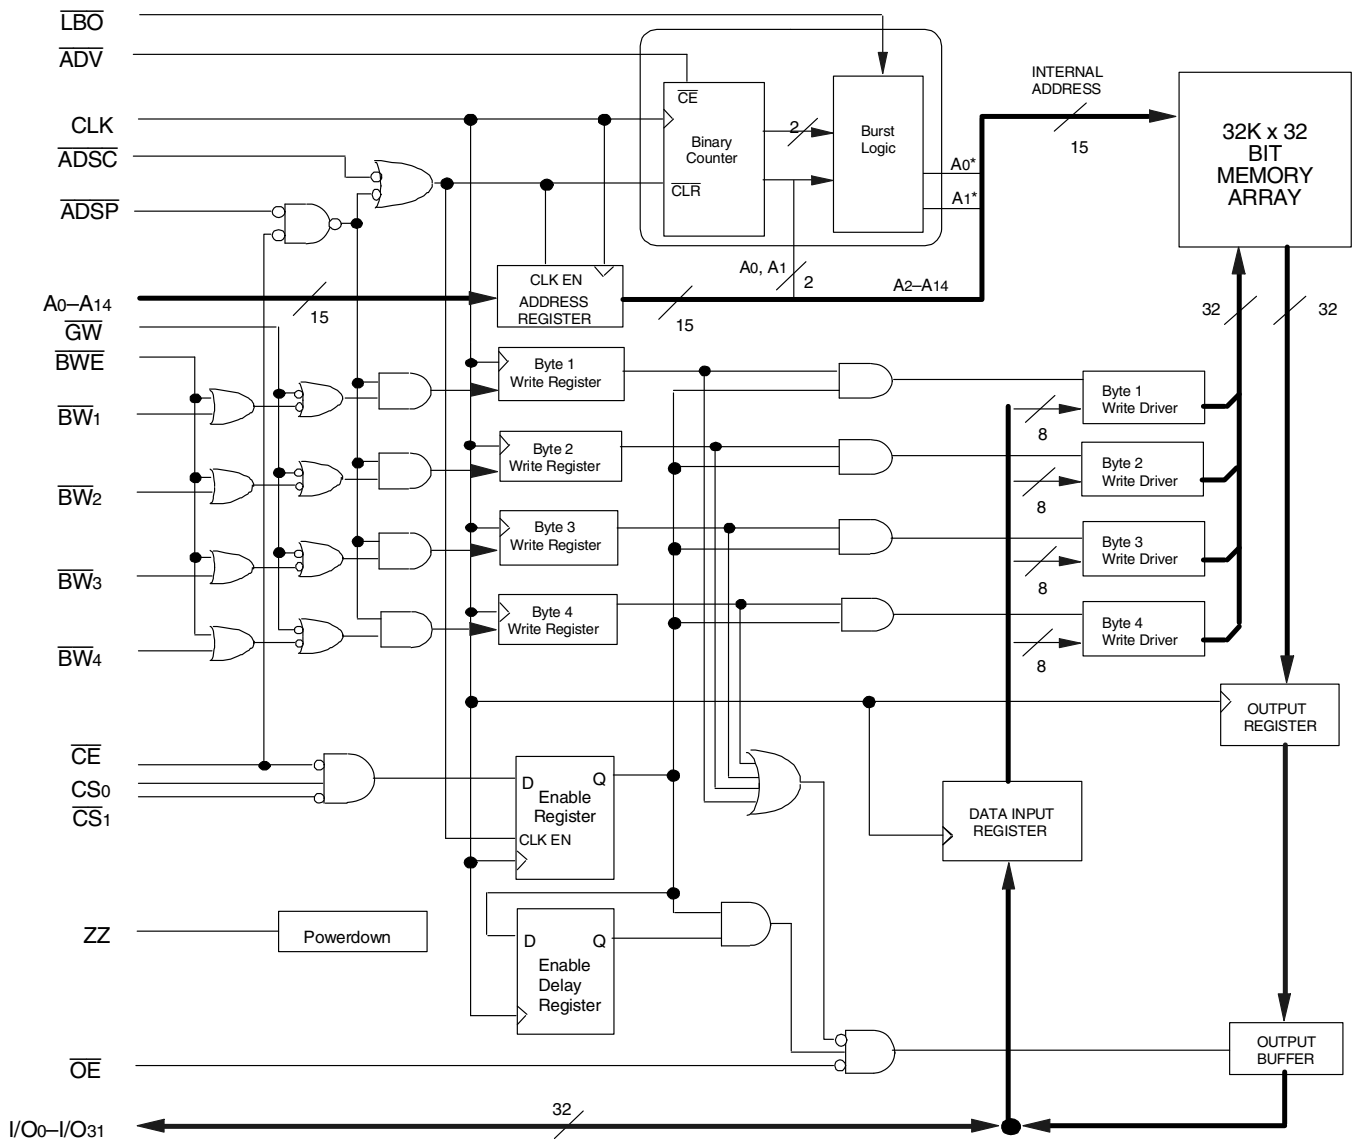 LBO
ADV
CLK
ADSC
ADSP
A0–A14
GW
BWE
BW1
BW2
BW3
BW4
CE
CS0
CS1
ZZ
OE
I/O0–I/O31
CE
Binary
Counter
CLR
2
Burst
Logic
A0*
A1*
INTERNAL
ADDRESS
15
32K x 32
BIT
MEMORY
ARRAY
A0, A1
2
A2–A14
15
CLK EN
ADDRESS
REGISTER
15
32
32
Byte 1
Write Register
Byte 1
Write Driver
8
Byte 2
Write Register
Byte 2
Write Driver
8
Byte 3
Write Register
Byte 3
Write Driver
8
Byte 4
Write Register
Byte 4
Write Driver
8
OUTPUT
REGISTER
D
Q
Enable
Register
CLK EN
DATA INPUT
REGISTER
Powerdown
D
Q
Enable
Delay
Register
OUTPUT
BUFFER
32